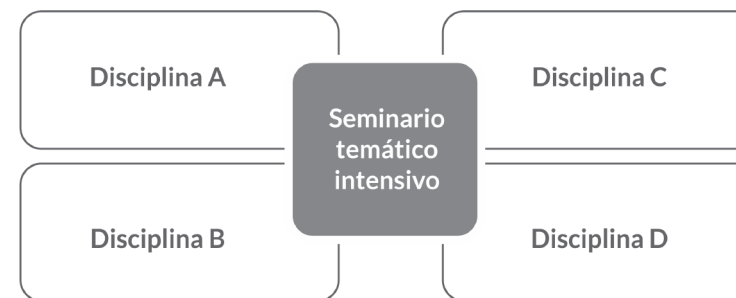 Disciplina A
Disciplina C
Seminario
temático
intensivo
Disciplina B
Disciplina D